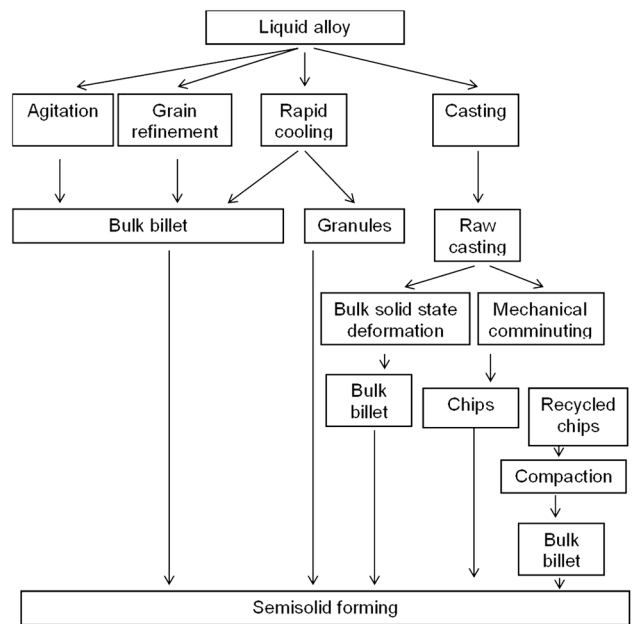 Liquid alloy
Agitation
Grain
refinement
Rapid
cooling
Casting
Bulk billet
Granules
Raw
casting
Bulk solid state
deformation
Mechanical
comminuting
Bulk
billet
Chips
Recycled
chips
Compaction
Bulk
billet
Semisolid forming